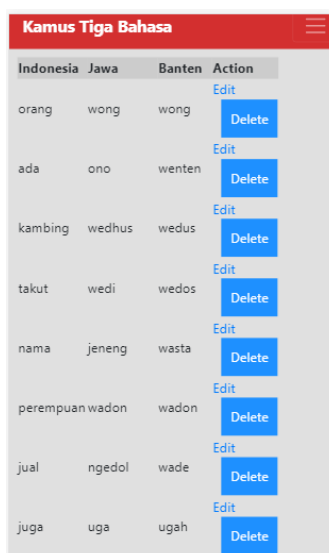 Kamus Tiga Bahasa
Indonesia Jawa Banten Action
Edit
orang wong wong
Delete
Edit
ada ono wenten
Delete
Edit
kambing wedhus wedus
Delete
Edit
takut wedi wedos
Delete
Edit
nama jeneng wasta
Delete
Edit
perempuan wadon wadon
Delete
Edit
jual ngedol wade
Delete
Edit
juga uga ugah
Delete